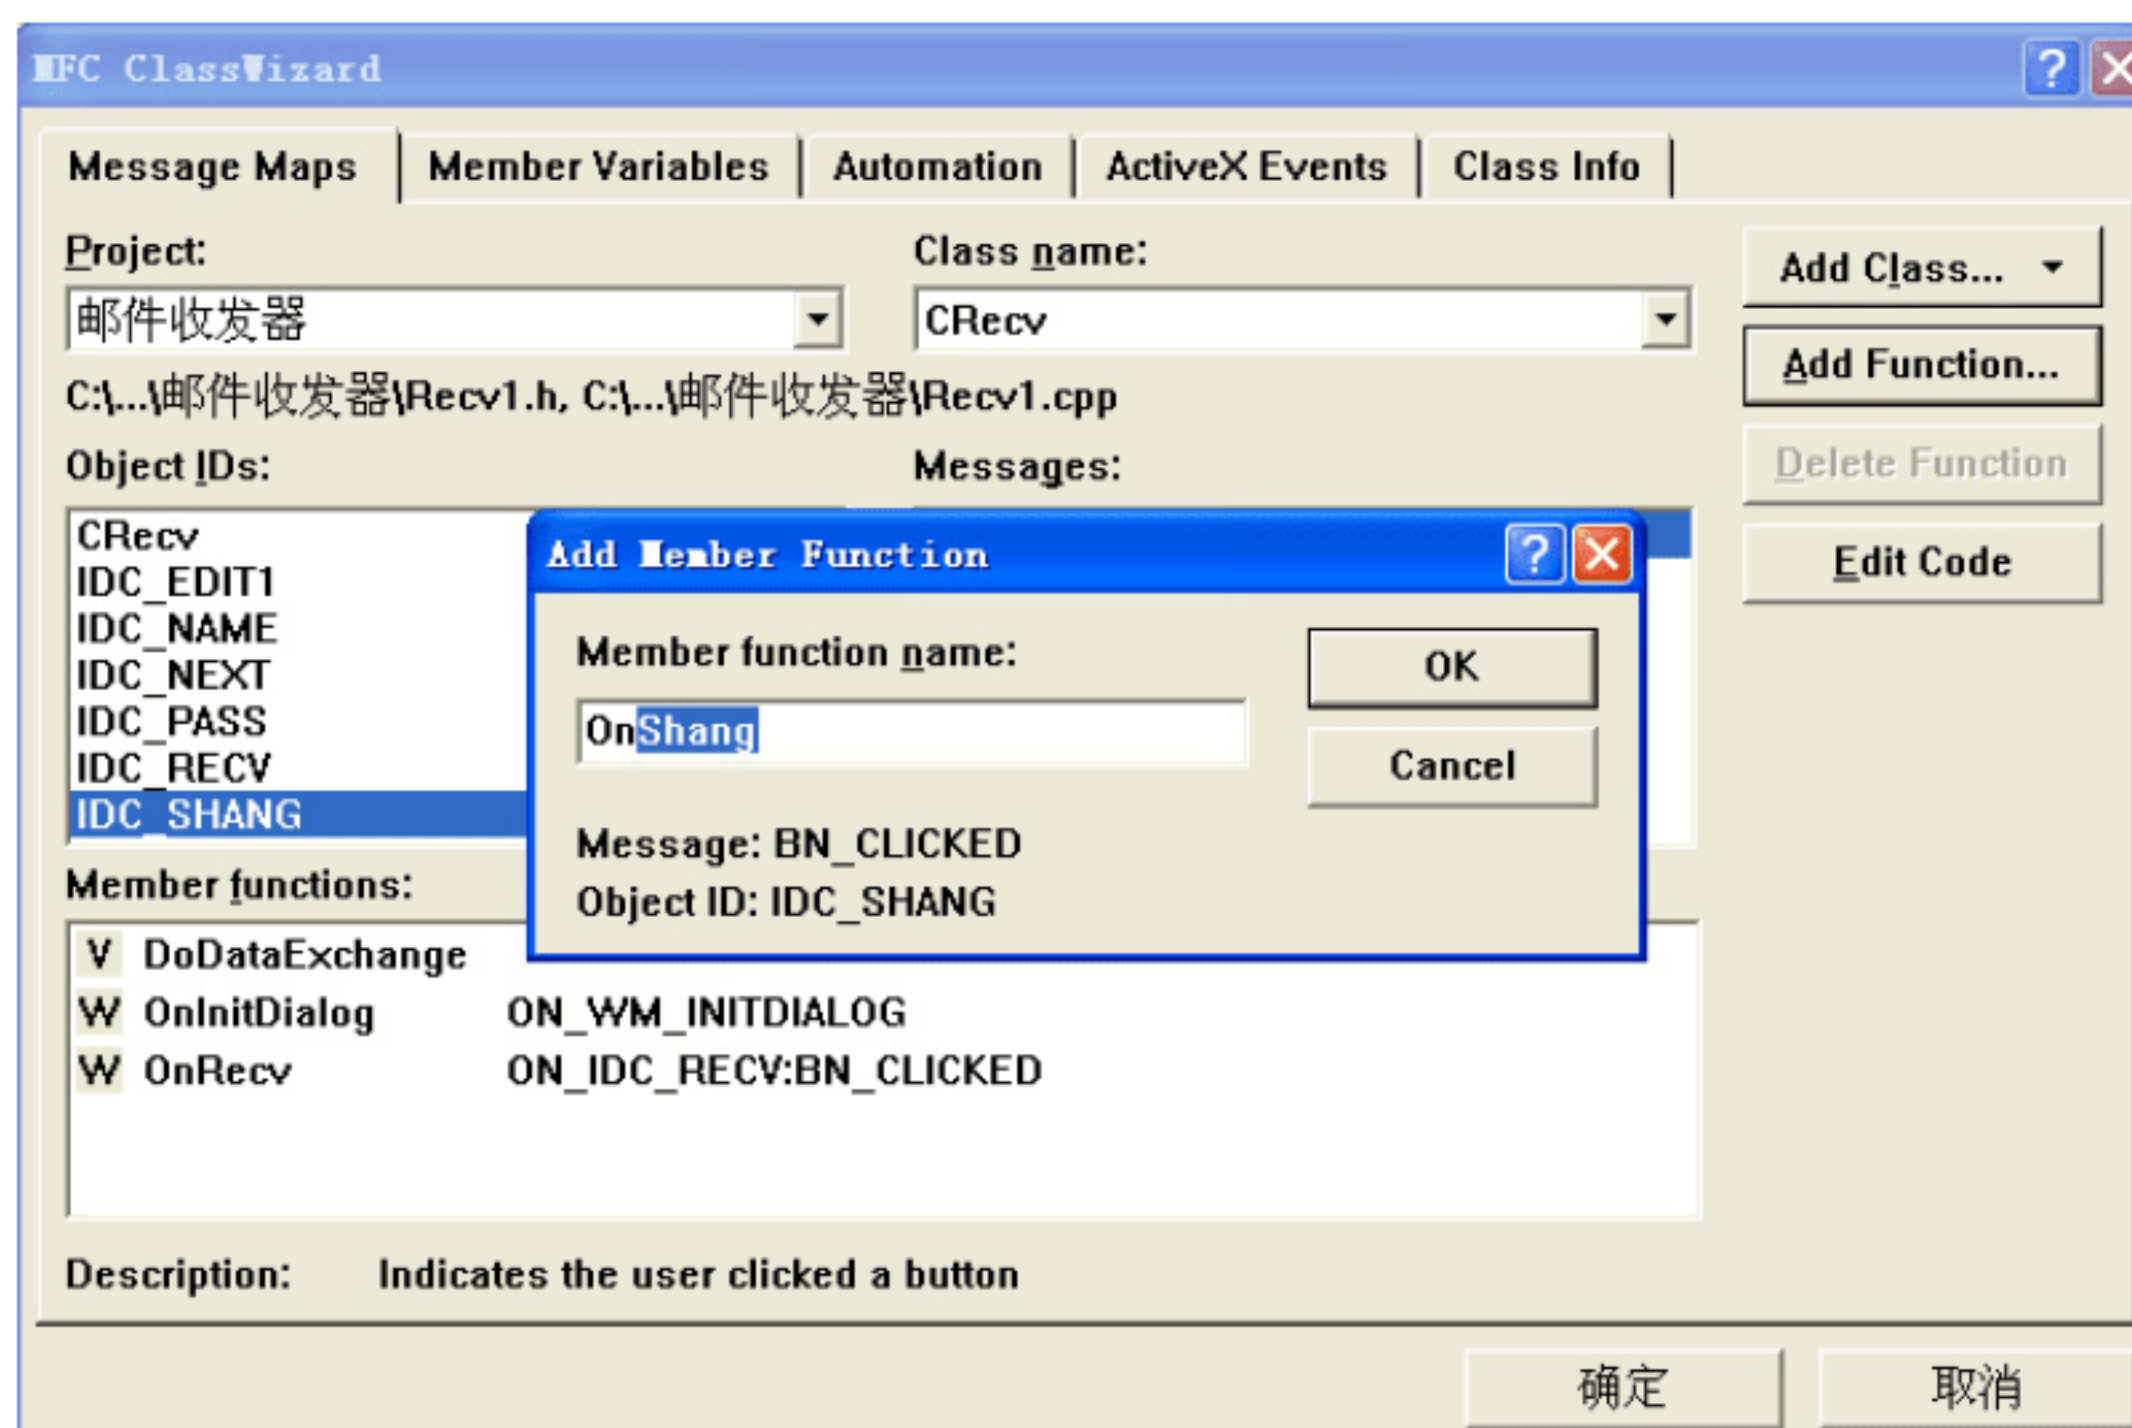 MFC ClassWizard
Message Maps Member Variables Automation ActiveX Events Class Info
Project: Class name:
邮件收发器 CRecv
Add Class...
Add Function...
C:\...\邮件收发器\Recv1.h, C:\...\邮件收发器\Recv1.cpp
Object IDs: Messages:
Delete Function
Edit Code
CRecv
IDC_EDIT1
IDC_NAME
IDC_NEXT
IDC_PASS
IDC_RECV
IDC_SHANG
Add Member Function
Member function name:
OnShang
OK
Cancel
Message: BN_CLICKED
Object ID: IDC_SHANG
Member functions:
V DoDataExchange
W OnInitDialog ON_WM_INITDIALOG
W OnRecv ON_IDC_RECV:BN_CLICKED
Description: Indicates the user clicked a button
确定 取消